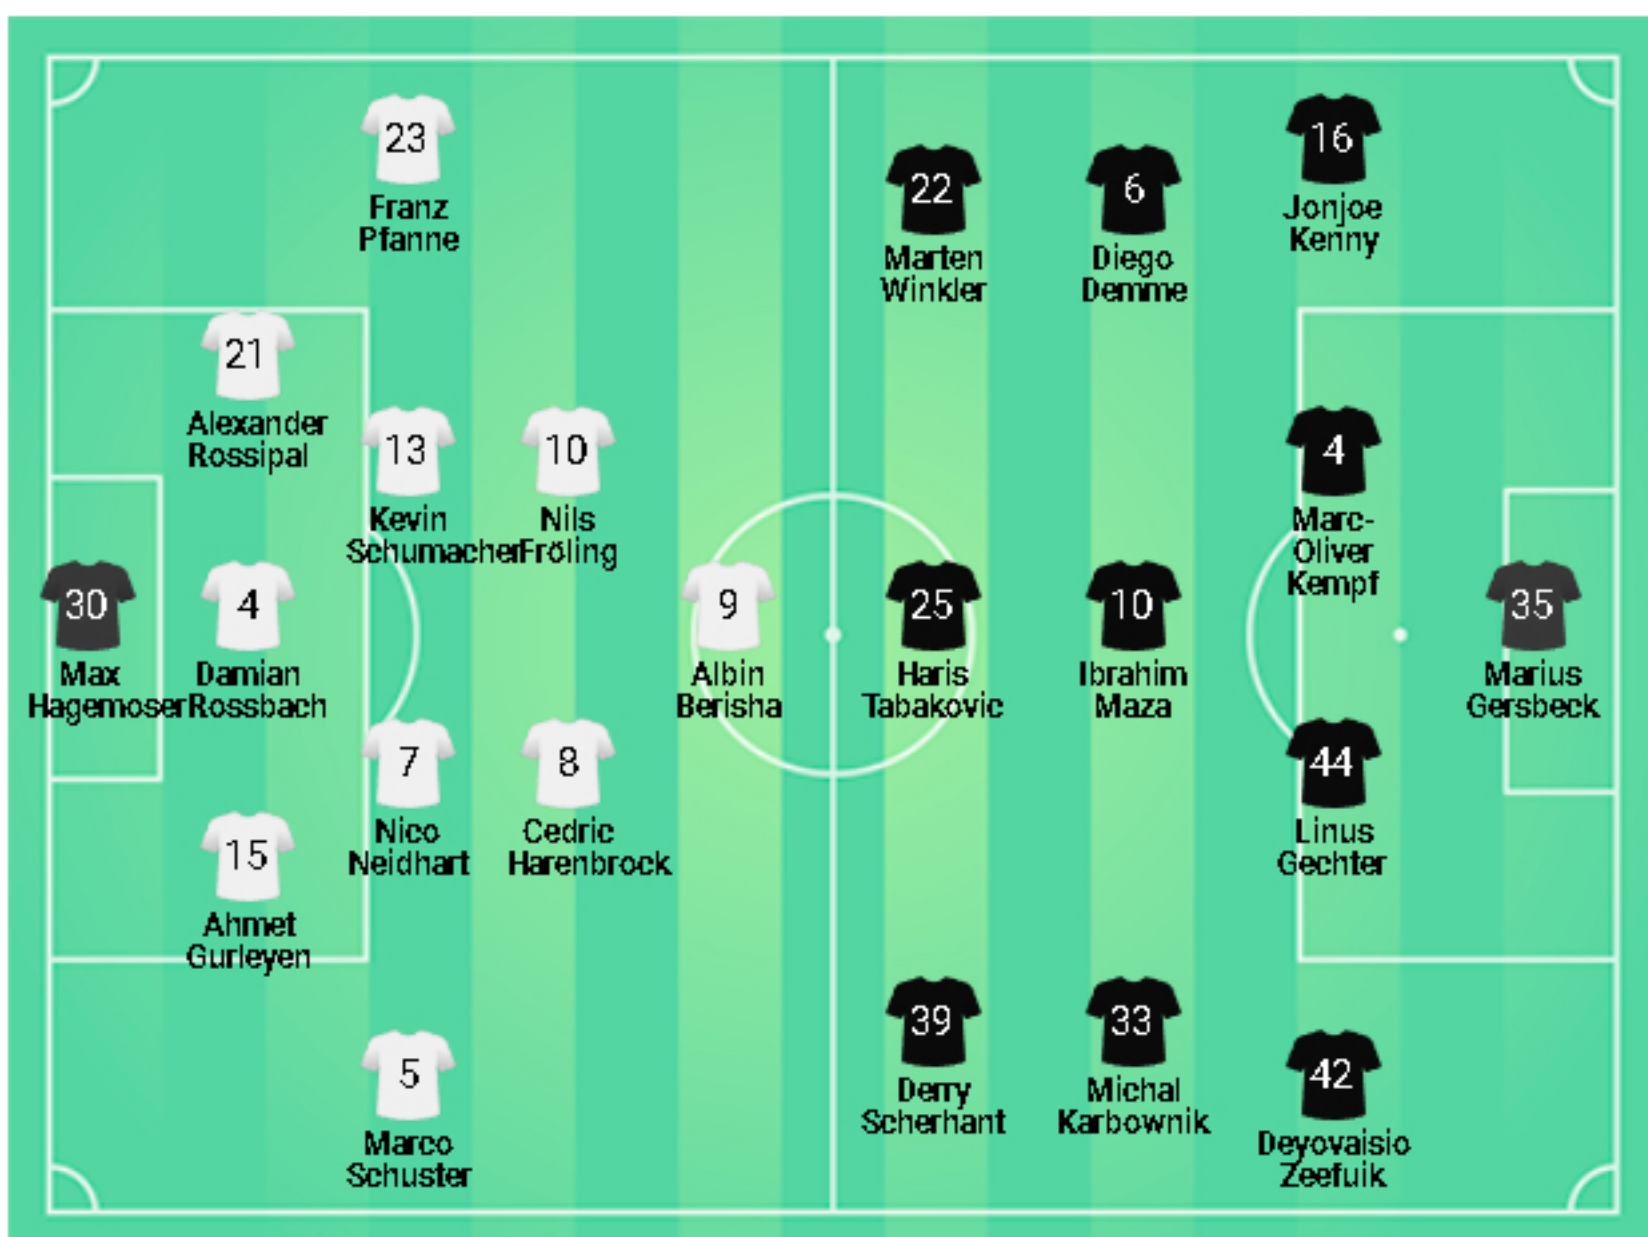 23
Franz
Pfanne
21
Alexander
Rossipal
13
Kevin
Schumacher
10
Nils
Fröling
30
Max
Hagemoser
4
Damian
Rossbach
9
Albin
Berisha
7
Nico
Neidhart
8
Cedric
Harenbrock
15
Ahmet
Gurleyen
5
Marco
Schuster
22
Marten
Winkler
6
Diego
Demme
16
Jonjoe
Kenny
4
Marc-
Oliver
Kempf
25
Haris
Tabakovic
10
Ibrahim
Maza
35
Marius
Gersbeck
44
Linus
Gechter
39
Derry
Scherhant
33
Michal
Karbownik
42
Deyovaisio
Zeefuik